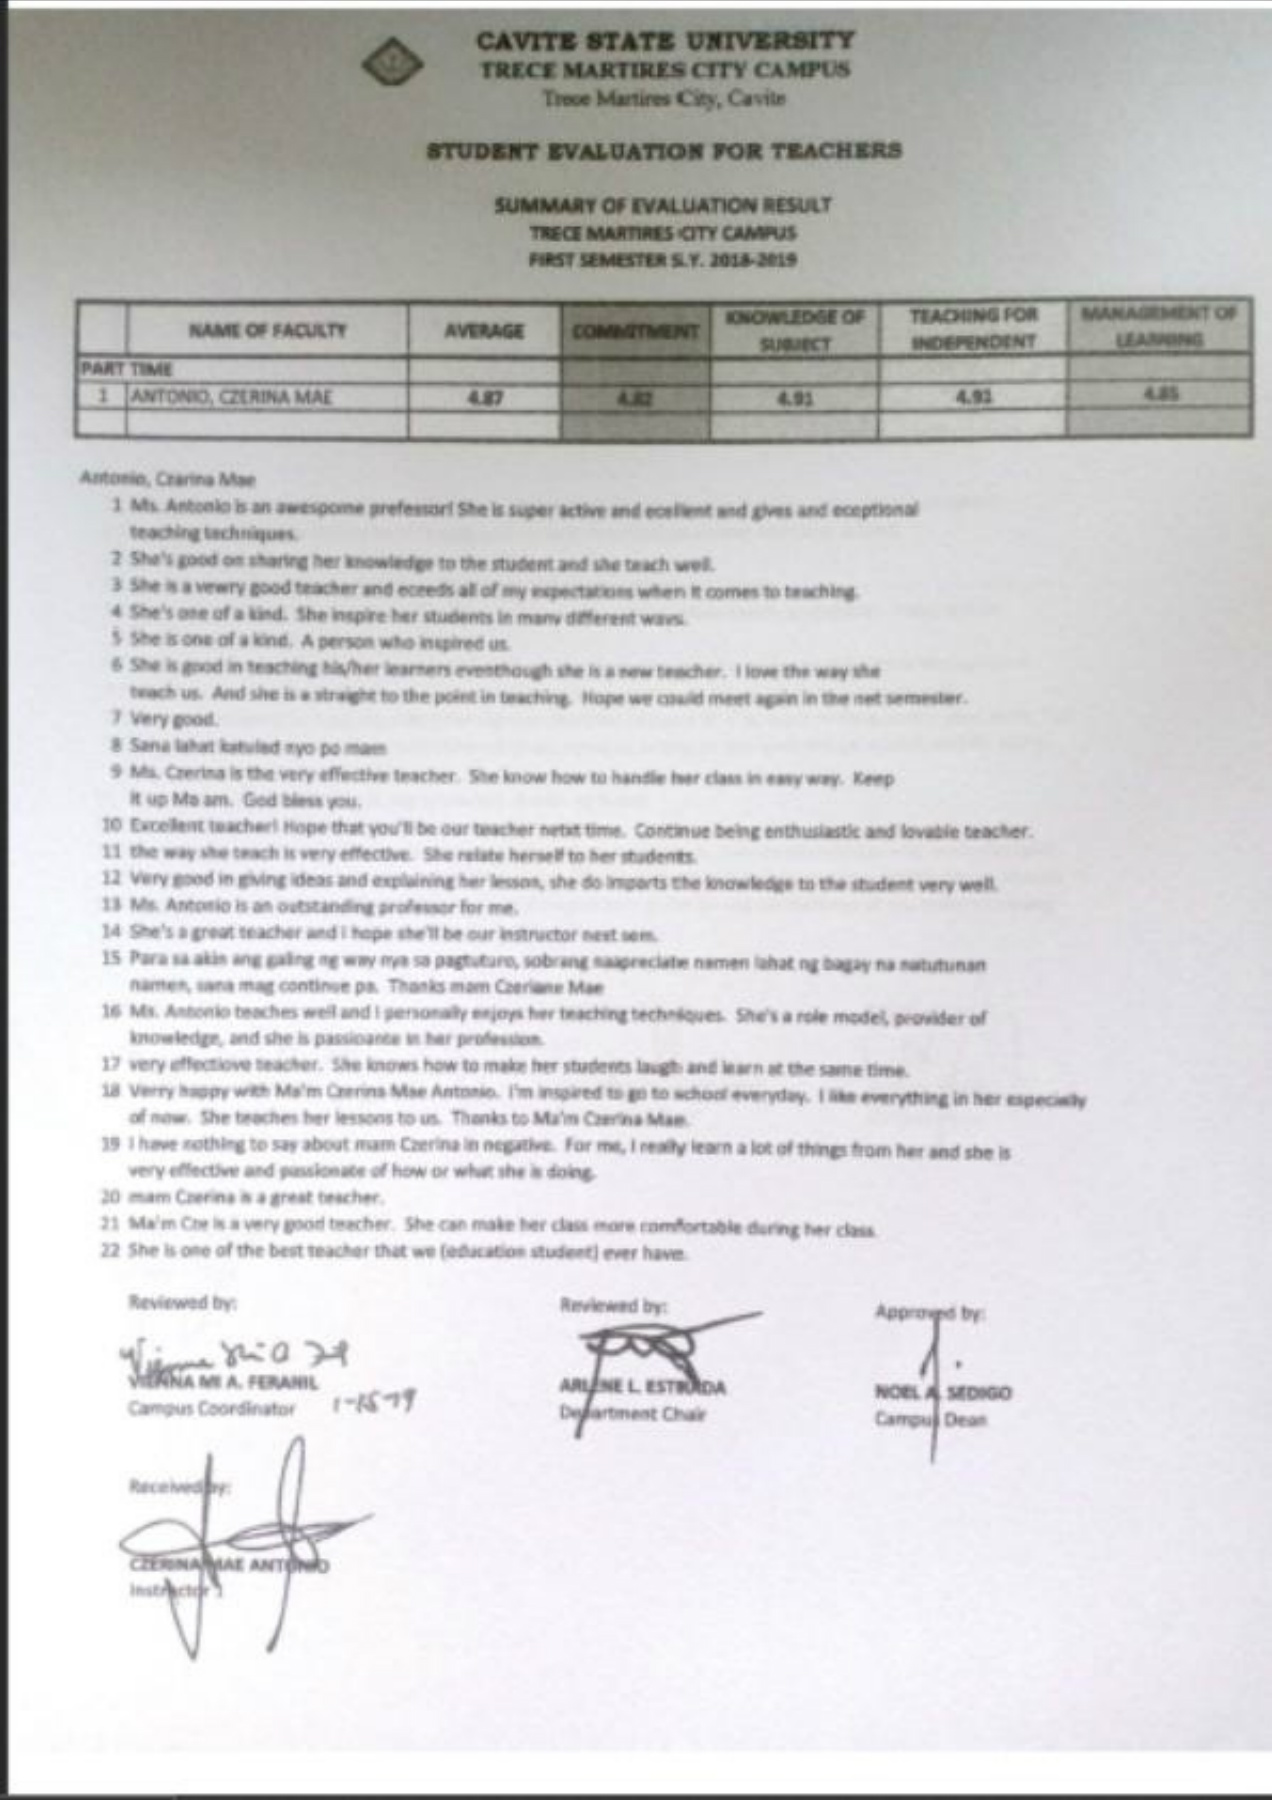 CAVITE STATE UNIVERSITY
TRECE MARTIRES CITY CAMPUS
Trece Martires City, Cavite
STUDENT EVALUATION FOR TEACHERS
SUMMARY OF EVALUATION RESULT
TRECE MARTIRES CITY CAMPUS
FIRST SEMESTER S.Y. 2018-2019
NAME OF FACULTY AVERAGE COMMITMENT KNOWLEDGE OF SUBJECT TEACHING FOR INDEPENDENT MANAGEMENT OF LEARNING
PART TIME
1 ANTONIO, CZERINA MAE 4.87 4.82 4.91 4.91 4.85
Antonio, Czarina Mae
1 Ms. Antonio is an awespome prefessor! She is super active and ecellent and gives and eceptional
teaching techniques.
2 She's good on sharing her knowledge to the student and she teach well.
3 She is a vewry good teacher and eceeds all of my expectations when it comes to teaching.
4 She's one of a kind. She inspire her students in many different ways.
5 She is one of a kind. A person who inspired us.
6 She is good in teaching his/her learners eventhough she is a new teacher. I love the way she
teach us. And she is a straight to the point in teaching. Hope we could meet again in the net semester.
7 Very good.
8 Sana lahat katulad nyo po mam
9 Ms. Czerina is the very effective teacher. She know how to handle her class in easy way. Keep
it up Ma am. God bless you.
10 Excellent teacher! Hope that you'll be our teacher netxt time. Continue being enthusiastic and lovable teacher.
11 the way she teach is very effective. She relate herself to her students.
12 Very good in giving ideas and explaining her lesson, she do imparts the knowledge to the student very well.
13 Ms. Antonio is an outstanding professor for me.
14 She's a great teacher and i hope she'll be our instructor next sem.
15 Para sa akin ang galing ng way nya sa pagtuturo, sobrang naapreciate namen lahat ng bagay na natutunan
namen, sana mag continue pa. Thanks mam Czeriane Mae
16 Ms. Antonio teaches well and i personally enjoys her teaching techniques. She's a role model, provider of
knowledge, and she is passioante in her profession.
17 very effectiove teacher. She knows how to make her students laugh and learn at the same time.
18 Verry happy with Ma'm Czerina Mae Antonio. I'm inspired to go to school everyday. I like everything in her especially
of now. She teaches her lessons to us. Thanks to Ma'm Czerina Mae.
19 I have nothing to say about mam Czerina in negative. For me, I really learn a lot of things from her and she is
very effective and passionate of how or what she is doing.
20 mam Czerina is a great teacher.
21 Ma'm Cze is a very good teacher. She can make her class more comfortable during her class.
22 She is one of the best teacher that we (education student) ever have.
Reviewed by: Reviewed by: Approved by:
MI A. FERANIL ARLENE L. ESTRADA NOEL A. SEDIGO
Campus Coordinator Department Chair Campus Dean
Received by:
CZERINA MAE ANTONIO
Instructor